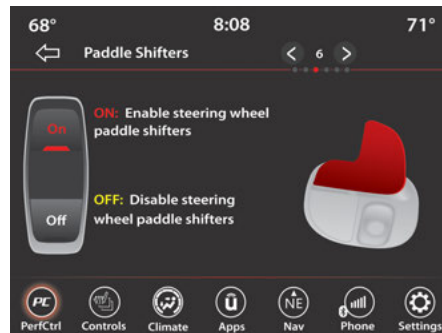 68° 8:08 71°
Paddle Shifters < 6 >
On
ON: Enable steering wheel
paddle shifters
OFF: Disable steering
wheel paddle shifters
Off
PC û NE
PerfCtrl Controls Climate Apps Nav Phone Settings